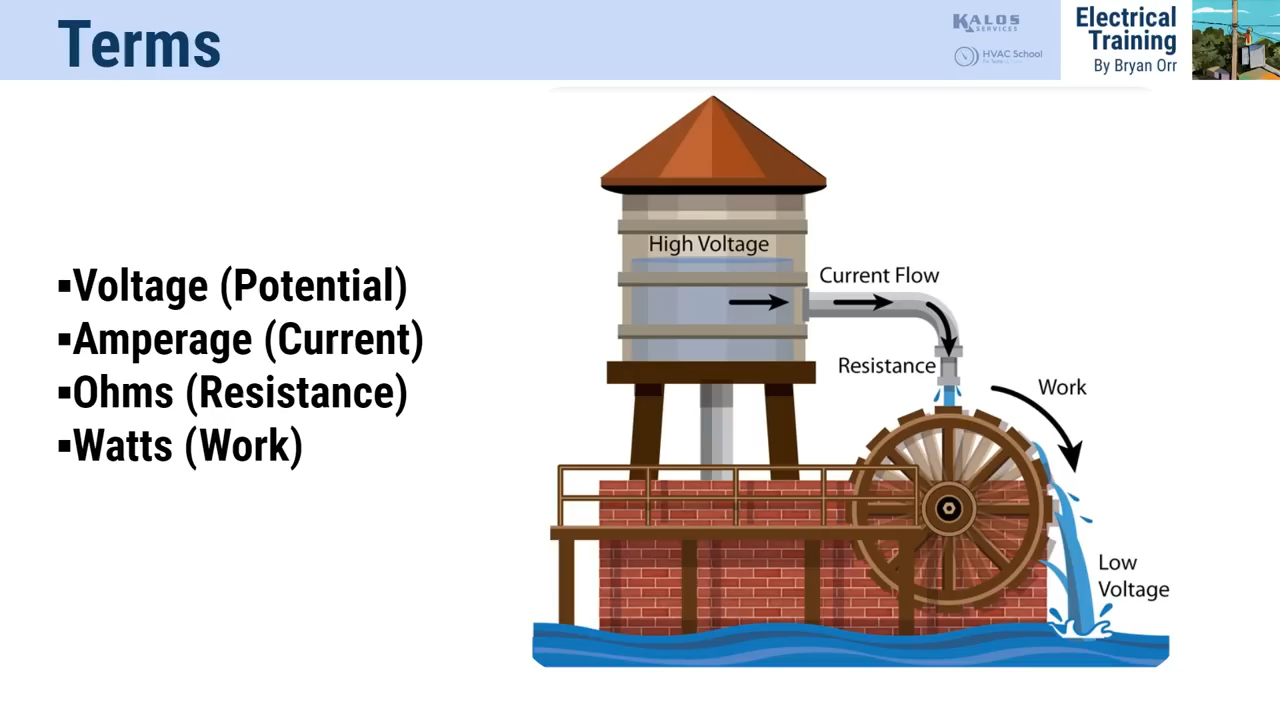 Terms
KALOS
SERVICES
HVAC School
Electrical
Training
By Bryan Orr
▪Voltage (Potential)
▪Amperage (Current)
▪Ohms (Resistance)
▪Watts (Work)
High Voltage
Current Flow
Resistance
Work
Low
Voltage